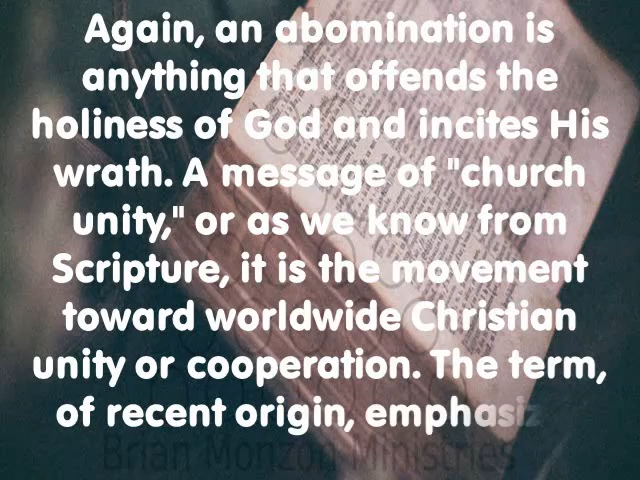 Again, an abomination is
anything that offends the
holiness of God and incites His
wrath. A message of "church
unity," or as we know from
Scripture, it is the movement
toward worldwide Christian
unity or cooperation. The term,
of recent origin, emphasiz
Brian Monzon Ministries